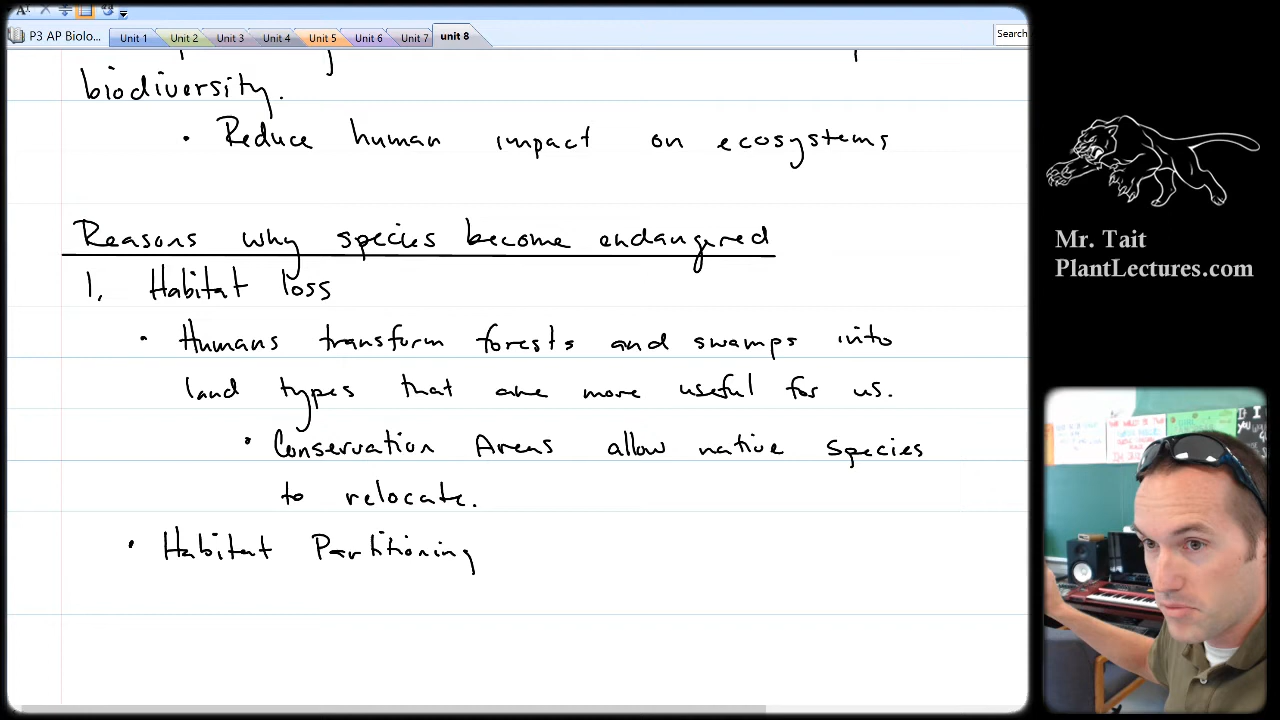 P3 AP Biolo...
Unit 1
Unit 2
Unit 3
Unit 4
Unit 5
Unit 6
Unit 7
unit 8
Search
biodiversity.
• Reduce human impact on ecosystems
Reasons why species become endangered
1. Habitat loss
• Humans transform forests and swamps into
land types that are more useful for us.
• Conservation Areas allow native species
to relocate.
• Habitat Partitioning
Mr. Tait
PlantLectures.com